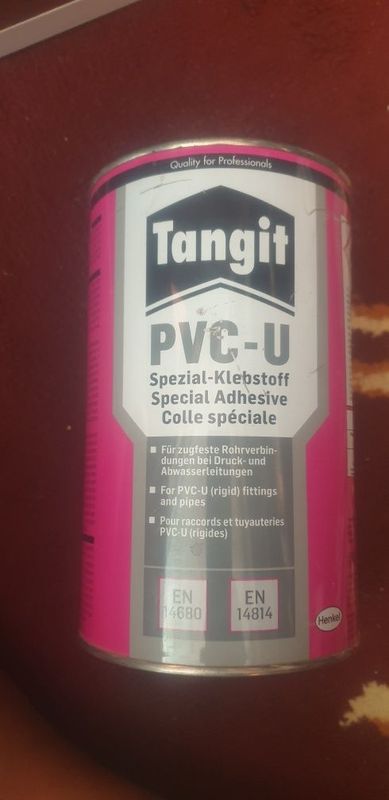 Quality for Professionals
Tangit
PVC-U
Spezial-Klebstoff
Special Adhesive
Colle spéciale
Für zugfeste Rohrverbin-
dungen bei Druck- und
Abwasserleitungen
For PVC-U (rigid) fittings
and pipes
Pour raccords et tuyauteries
PVC-U (rigides)
EN
14680
EN
14814
Henkel